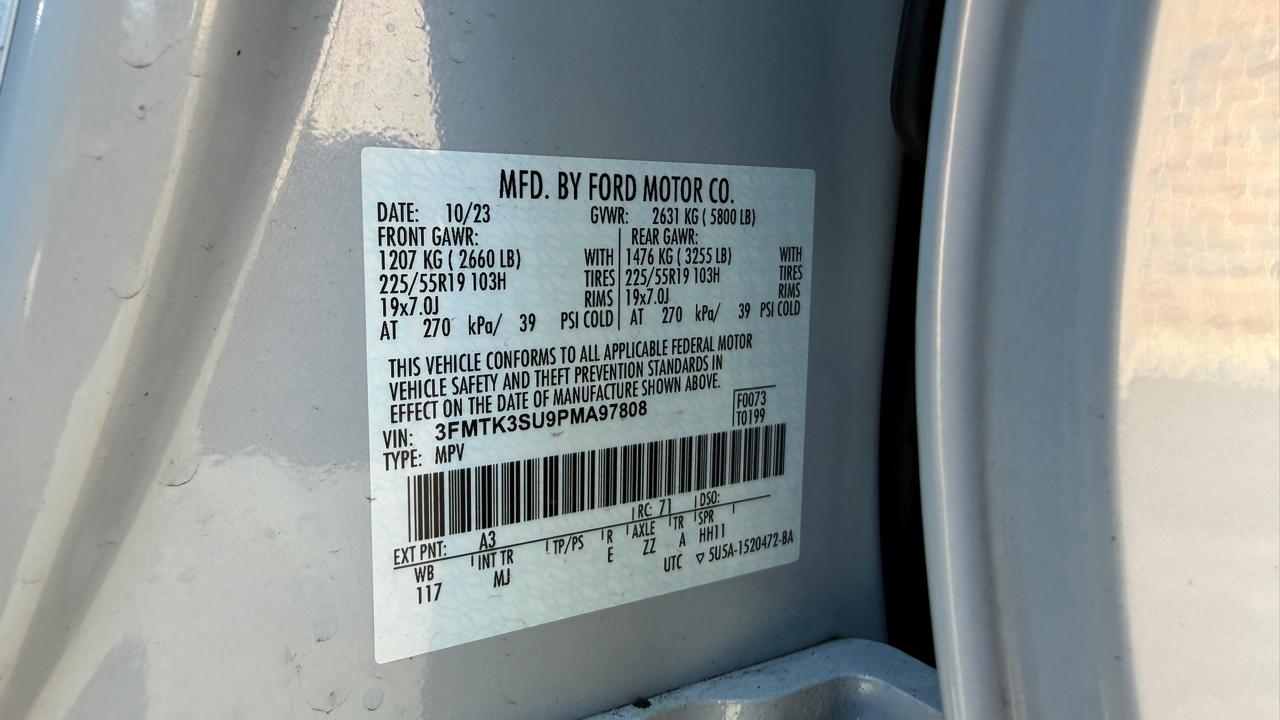 MFD. BY FORD MOTOR CO.
DATE: 10/23 GVWR: 2631 KG ( 5800 LB)
FRONT GAWR: REAR GAWR:
1207 KG ( 2660 LB) WITH 1476 KG ( 3255 LB) WITH
225/55R19 103H TIRES 225/55R19 103H TIRES
19x7.0J RIMS 19x7.0J RIMS
AT 270 kPa/ 39 PSI COLD AT 270 kPa/ 39 PSI COLD
THIS VEHICLE CONFORMS TO ALL APPLICABLE FEDERAL MOTOR
VEHICLE SAFETY AND THEFT PREVENTION STANDARDS IN
EFFECT ON THE DATE OF MANUFACTURE SHOWN ABOVE.
VIN: 3FMTK3SU9PMA97808 F0073
TYPE: MPV T0199
EXT PNT: A3 RC: 71 DSO:
WB INT TR TP/PS R AXLE TR SPR
117 MJ E ZZ A HH11
UTC ▽ 5U5A-1520472-BA